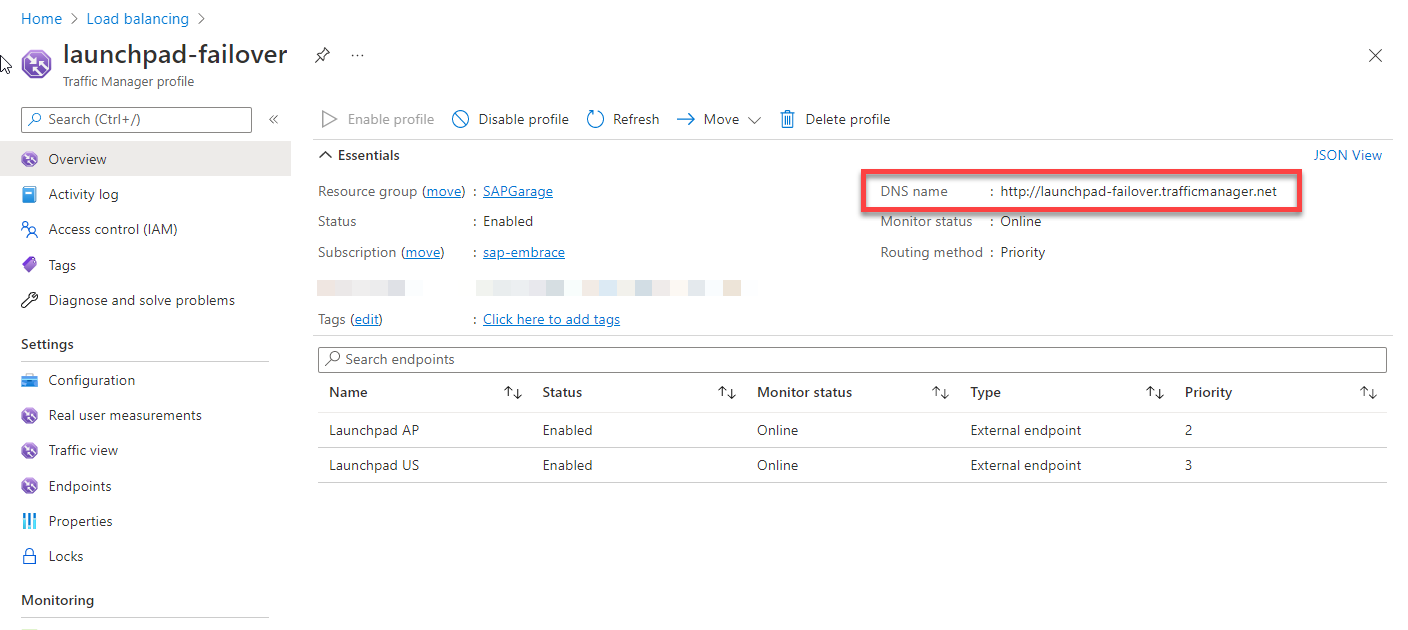 Home > Load balancing >
launchpad-failover ...
Traffic Manager profile
Search (Ctrl+/) «
Overview
Activity log
Access control (IAM)
Tags
Diagnose and solve problems
Settings
Configuration
Real user measurements
Traffic view
Endpoints
Properties
Locks
Monitoring
Enable profile Disable profile Refresh Move Delete profile
Essentials JSON View
Resource group (move) : SAPGarage
Status : Enabled
Subscription (move) : sap-embrace
DNS name : http://launchpad-failover.trafficmanager.net
Monitor status : Online
Routing method : Priority
Tags (edit) : Click here to add tags
Search endpoints
Name Status Monitor status Type Priority
Launchpad AP Enabled Online External endpoint 2
Launchpad US Enabled Online External endpoint 3